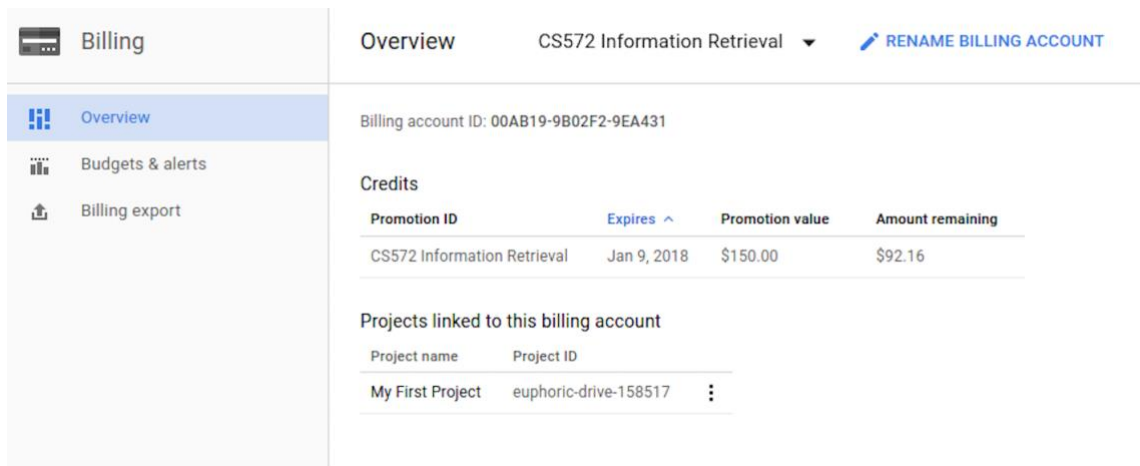 Billing
Overview CS572 Information Retrieval RENAME BILLING ACCOUNT
Overview
Budgets & alerts
Billing export
Billing account ID: 00AB19-9B02F2-9EA431
Credits
Promotion ID Expires Promotion value Amount remaining
CS572 Information Retrieval Jan 9, 2018 $150.00 $92.16
Projects linked to this billing account
Project name Project ID
My First Project euphoric-drive-158517